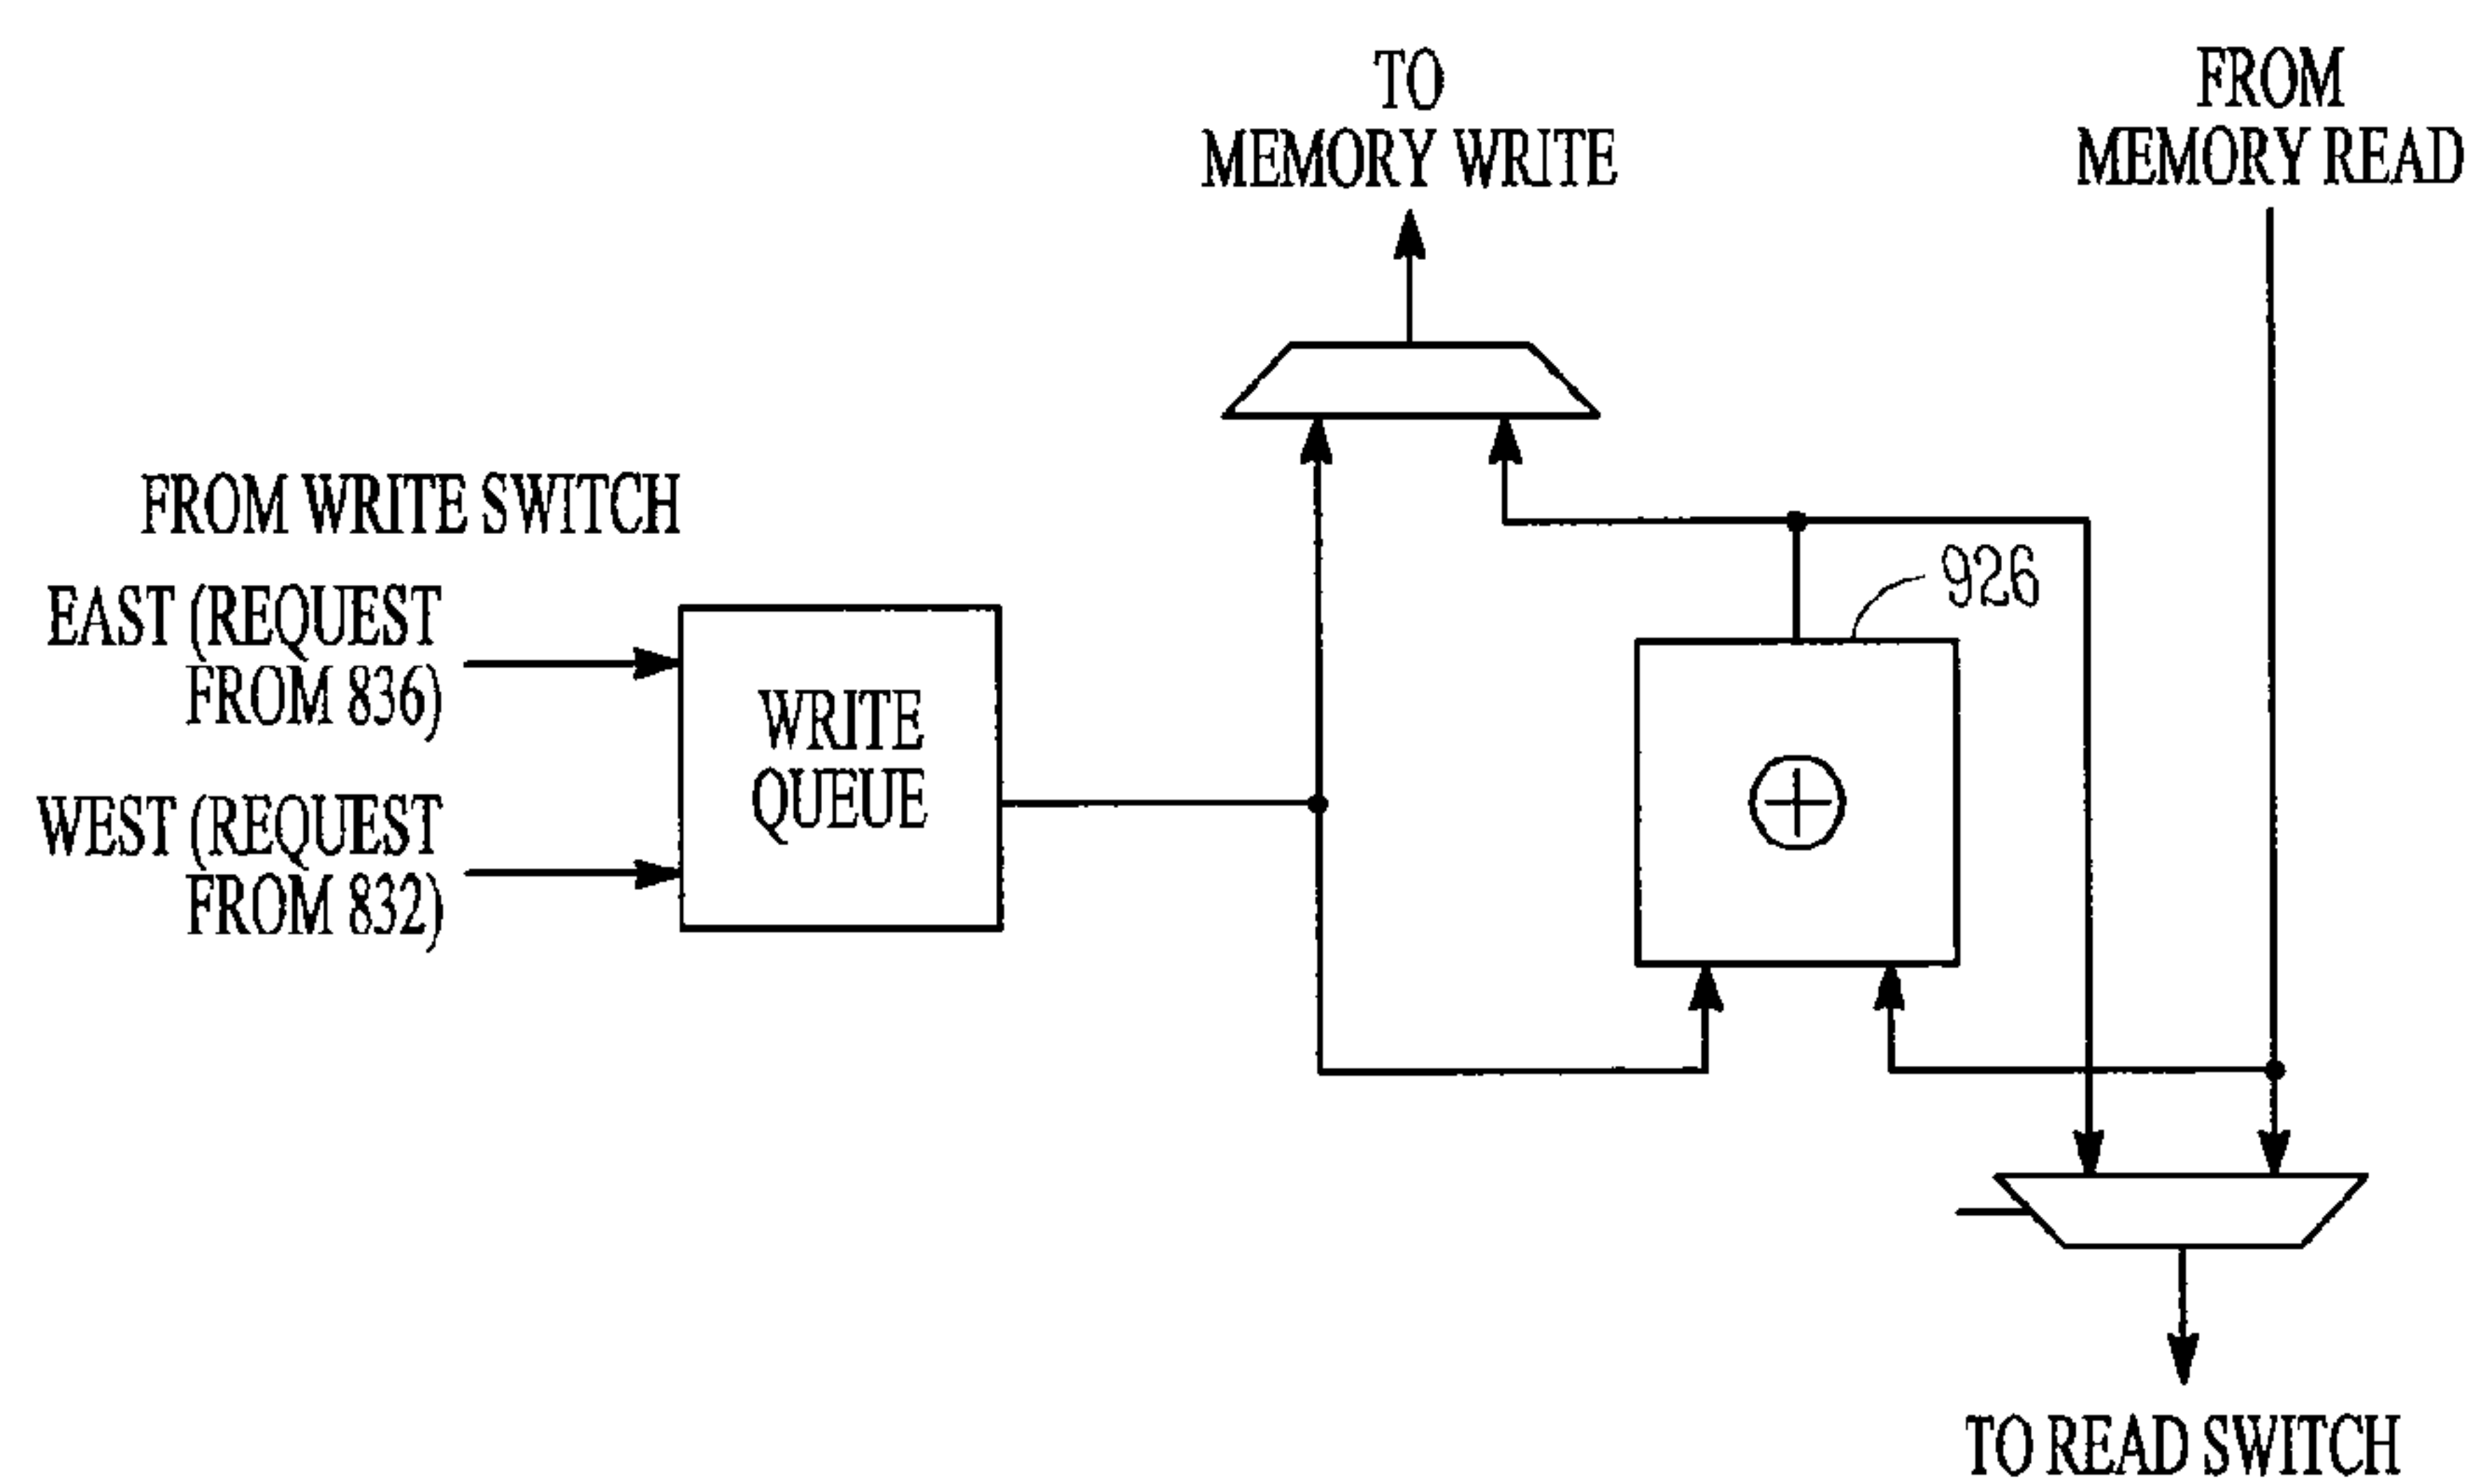 TO
MEMORY WRITE
FROM
MEMORY READ
FROM WRITE SWITCH
EAST (REQUEST
FROM 836)
WEST (REQUEST
FROM 832)
WRITE
QUEUE
926
TO READ SWITCH